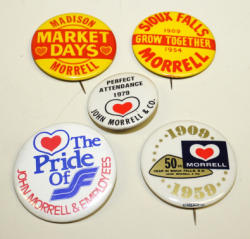 MADISON
MARKET
DAYS
MORRELL
SIOUX FALLS
1909
GROW TOGETHER
1954
MORRELL
PERFECT
ATTENDANCE
1979
JOHN MORRELL & CO.
The
Pride
Of
JOHN MORRELL & EMPLOYEES
1909
50
MORRELL
1959